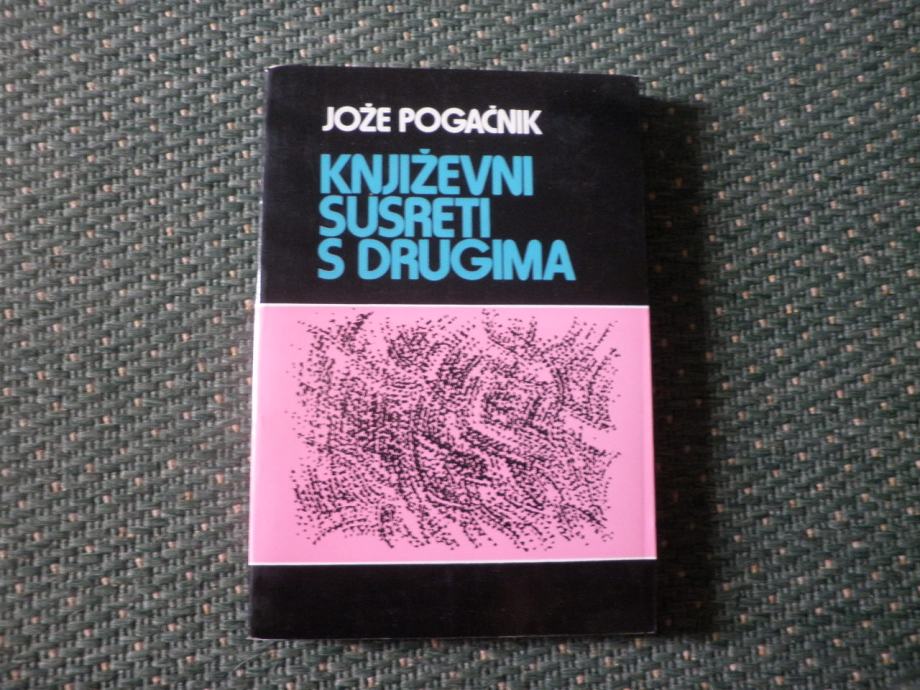 JOŽE POGAČNIK
KNJIŽEVNI
SUSRETI
S DRUGIMA